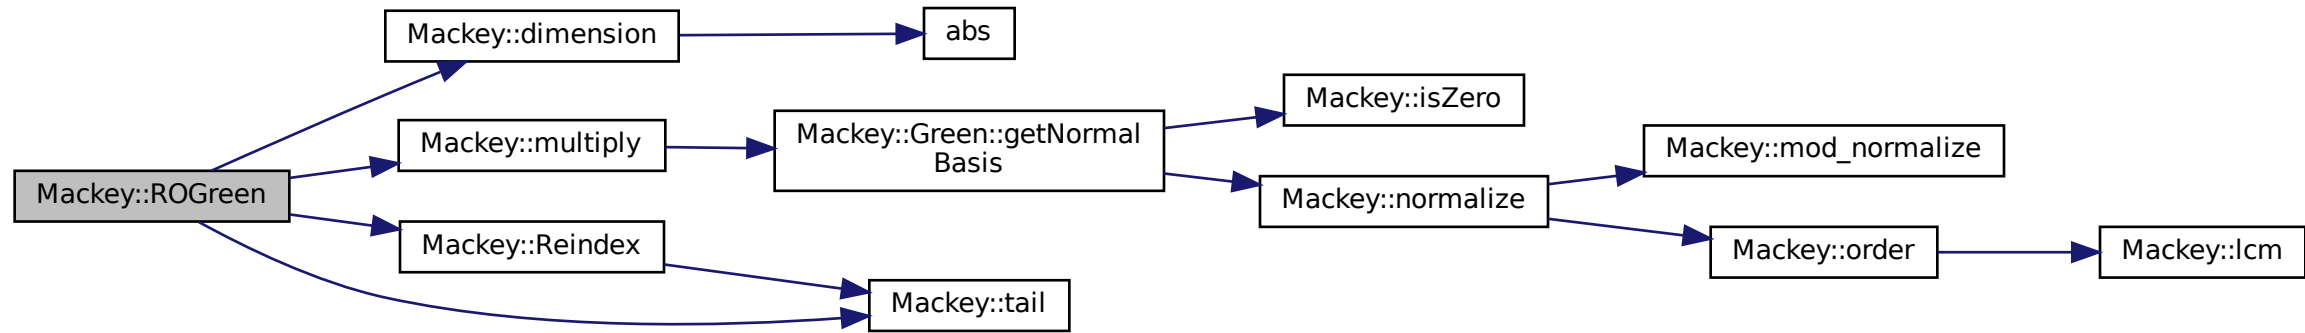 Mackey::ROGreen
Mackey::dimension
abs
Mackey::multiply
Mackey::Green::getNormal
Basis
Mackey::isZero
Mackey::normalize
Mackey::mod_normalize
Mackey::order
Mackey::lcm
Mackey::Reindex
Mackey::tail